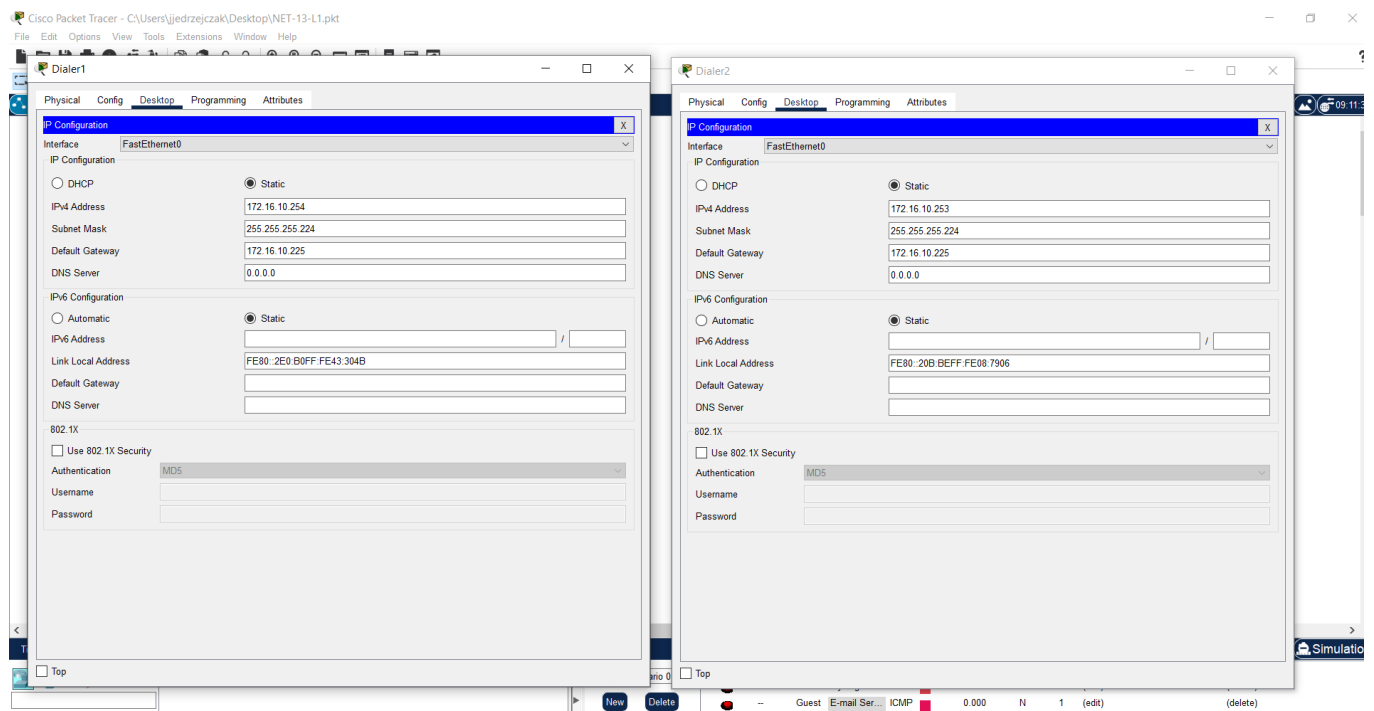 Cisco Packet Tracer - C:\Users\jjedrzejczak\Desktop\NET-13-L1.pkt
File Edit Options View Tools Extensions Window Help
Dialer1
Physical Config Desktop Programming Attributes
IP Configuration X
Interface FastEthernet0
IP Configuration
DHCP Static
IPv4 Address 172.16.10.254
Subnet Mask 255.255.255.224
Default Gateway 172.16.10.225
DNS Server 0.0.0.0
IPv6 Configuration
Automatic Static
IPv6 Address /
Link Local Address FE80::2E0:B0FF:FE43:304B
Default Gateway
DNS Server
802.1X
Use 802.1X Security
Authentication MD5
Username
Password
Top
Dialer2
Physical Config Desktop Programming Attributes
IP Configuration X
Interface FastEthernet0
IP Configuration
DHCP Static
IPv4 Address 172.16.10.253
Subnet Mask 255.255.255.224
Default Gateway 172.16.10.225
DNS Server 0.0.0.0
IPv6 Configuration
Automatic Static
IPv6 Address /
Link Local Address FE80::20B:BEFF:FE08:7906
Default Gateway
DNS Server
802.1X
Use 802.1X Security
Authentication MD5
Username
Password
Top
09:11:3
Simulatio
ario 0
New Delete
-- Guest E-mail Ser... ICMP 0.000 N 1 (edit) (delete)